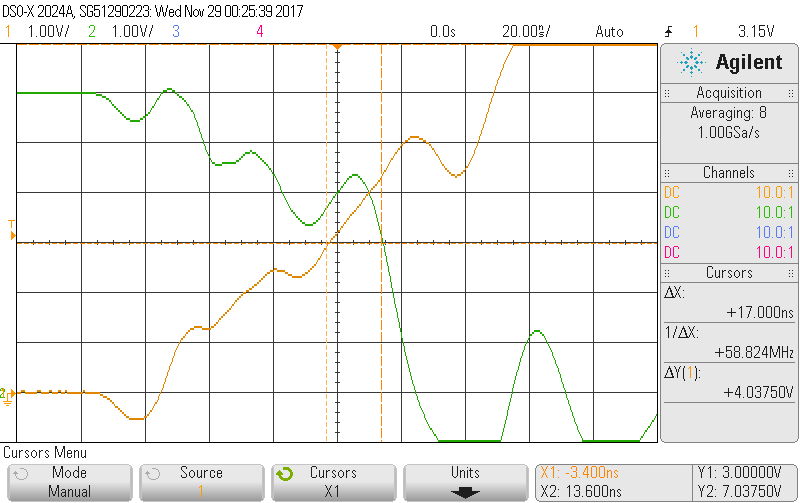 DSO-X 2024A, SG51290223: Wed Nov 29 00:25:39 2017
1 1.00V/ 2 1.00V/ 3 4 0.0s 20.00ns/ Auto 1 3.15V
Agilent
Acquisition
Averaging: 8
1.00GSa/s
Channels
DC 10.0:1
DC 10.0:1
DC 10.0:1
DC 10.0:1
Cursors
ΔX:
+17.000ns
1/ΔX:
+58.824MHz
ΔY(1):
+4.03750V
T
2
Cursors Menu
Mode
Manual
Source
1
Cursors
X1
Units
X1: -3.400ns
X2: 13.600ns
Y1: 3.00000V
Y2: 7.03750V